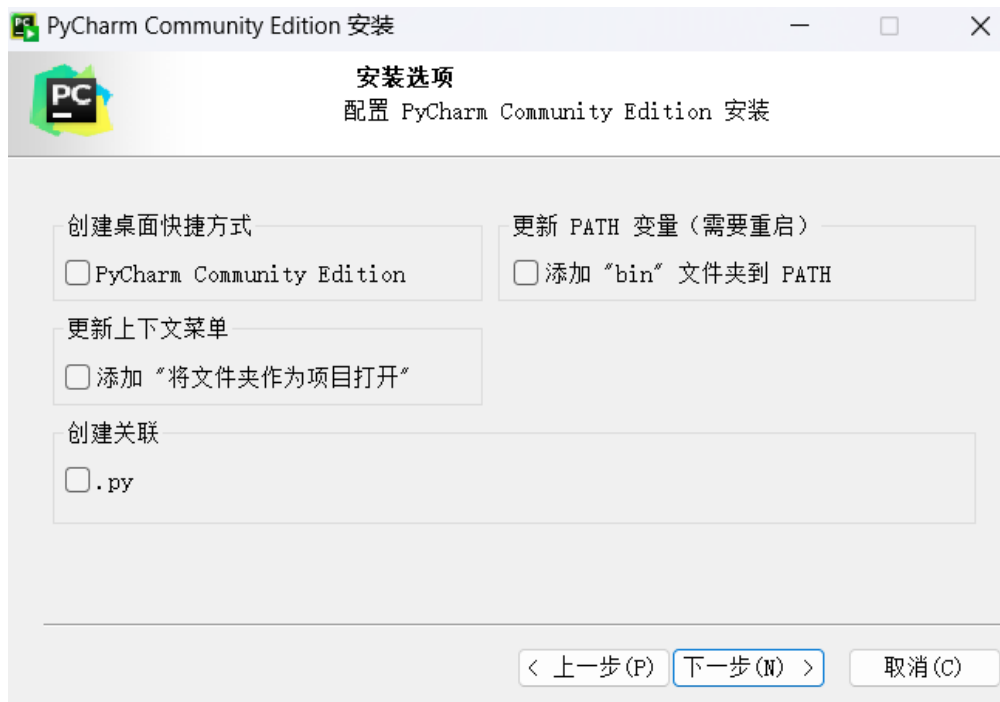 PyCharm Community Edition 安装
PC
安装选项
配置 PyCharm Community Edition 安装
创建桌面快捷方式
PyCharm Community Edition
更新 PATH 变量（需要重启）
添加 "bin" 文件夹到 PATH
更新上下文菜单
添加 "将文件夹作为项目打开"
创建关联
.py
< 上一步(P)
下一步(N) >
取消(C)